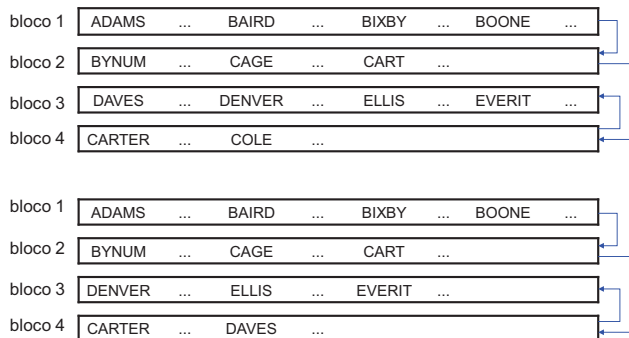 bloco 1 ADAMS ... BAIRD ... BIXBY ... BOONE ...
bloco 2 BYNUM ... CAGE ... CART ...
bloco 3 DAVES ... DENVER ... ELLIS ... EVERIT ...
bloco 4 CARTER ... COLE ...
bloco 1 ADAMS ... BAIRD ... BIXBY ... BOONE ...
bloco 2 BYNUM ... CAGE ... CART ...
bloco 3 DENVER ... ELLIS ... EVERIT ...
bloco 4 CARTER ... DAVES ...